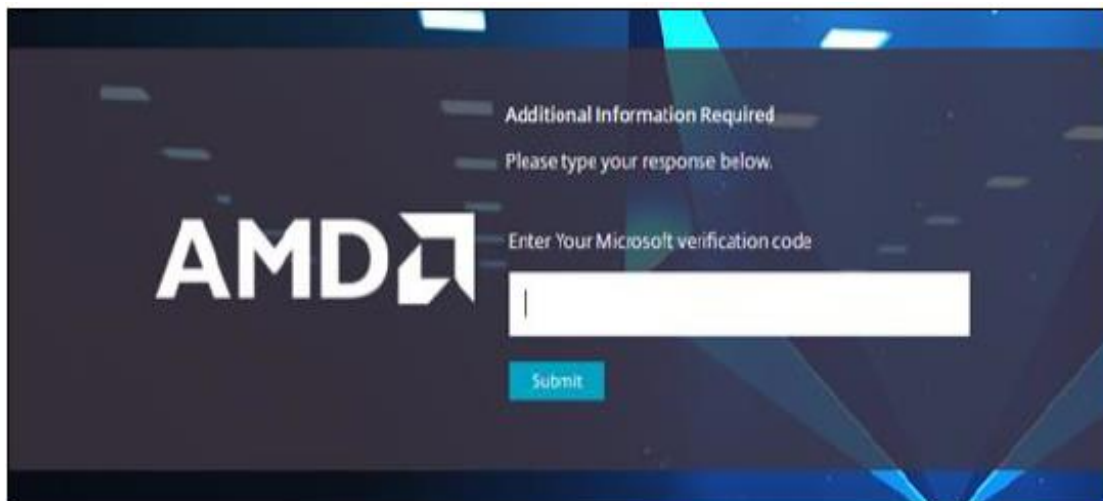 Additional Information Required
Please type your response below.
AMD
Enter Your Microsoft verification code
Submit